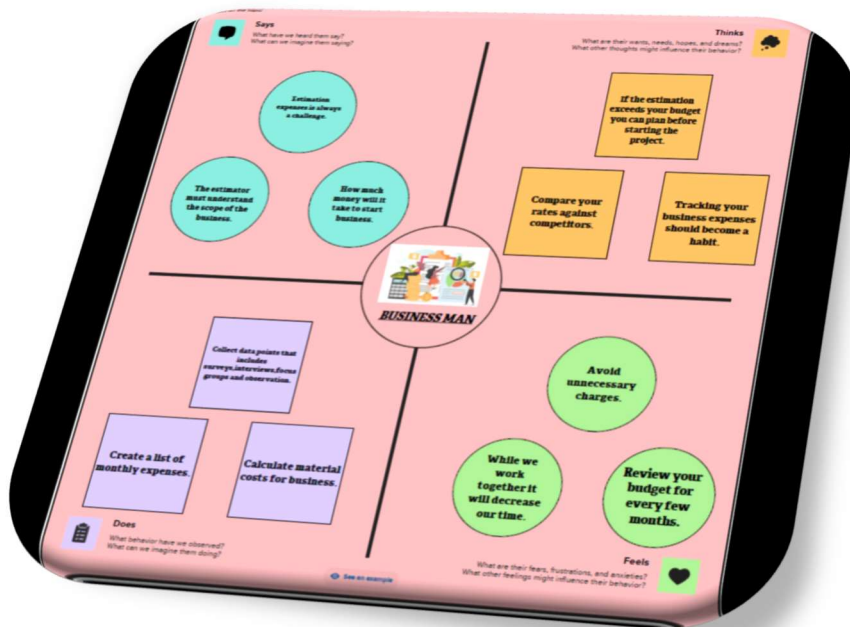 Says
What have we heard them say?
What can we imagine them saying?
Estimation
expenses is always
a challenge.
The estimator
must understand
the scope of the
business.
How much
money will it
take to start
business.
Thinks
What are their wants, needs, hopes, and dreams?
What other thoughts might influence their behavior?
If the estimation
exceeds your budget
you can plan before
starting the
project.
Compare your
rates against
competitors.
Tracking your
business expenses
should become a
habit.
BUSINESS MAN
Collect data points that
includes
surveys,interviews,focus
groups and observation.
Create a list of
monthly expenses.
Calculate material
costs for business.
Does
What behavior have we observed?
What can we imagine them doing?
Avoid
unnecessary
charges.
While we
work
together it
will decrease
our time.
Review your
budget for
every few
months.
Feels
What are their fears, frustrations, and anxieties?
What other feelings might influence their behavior?
See an example